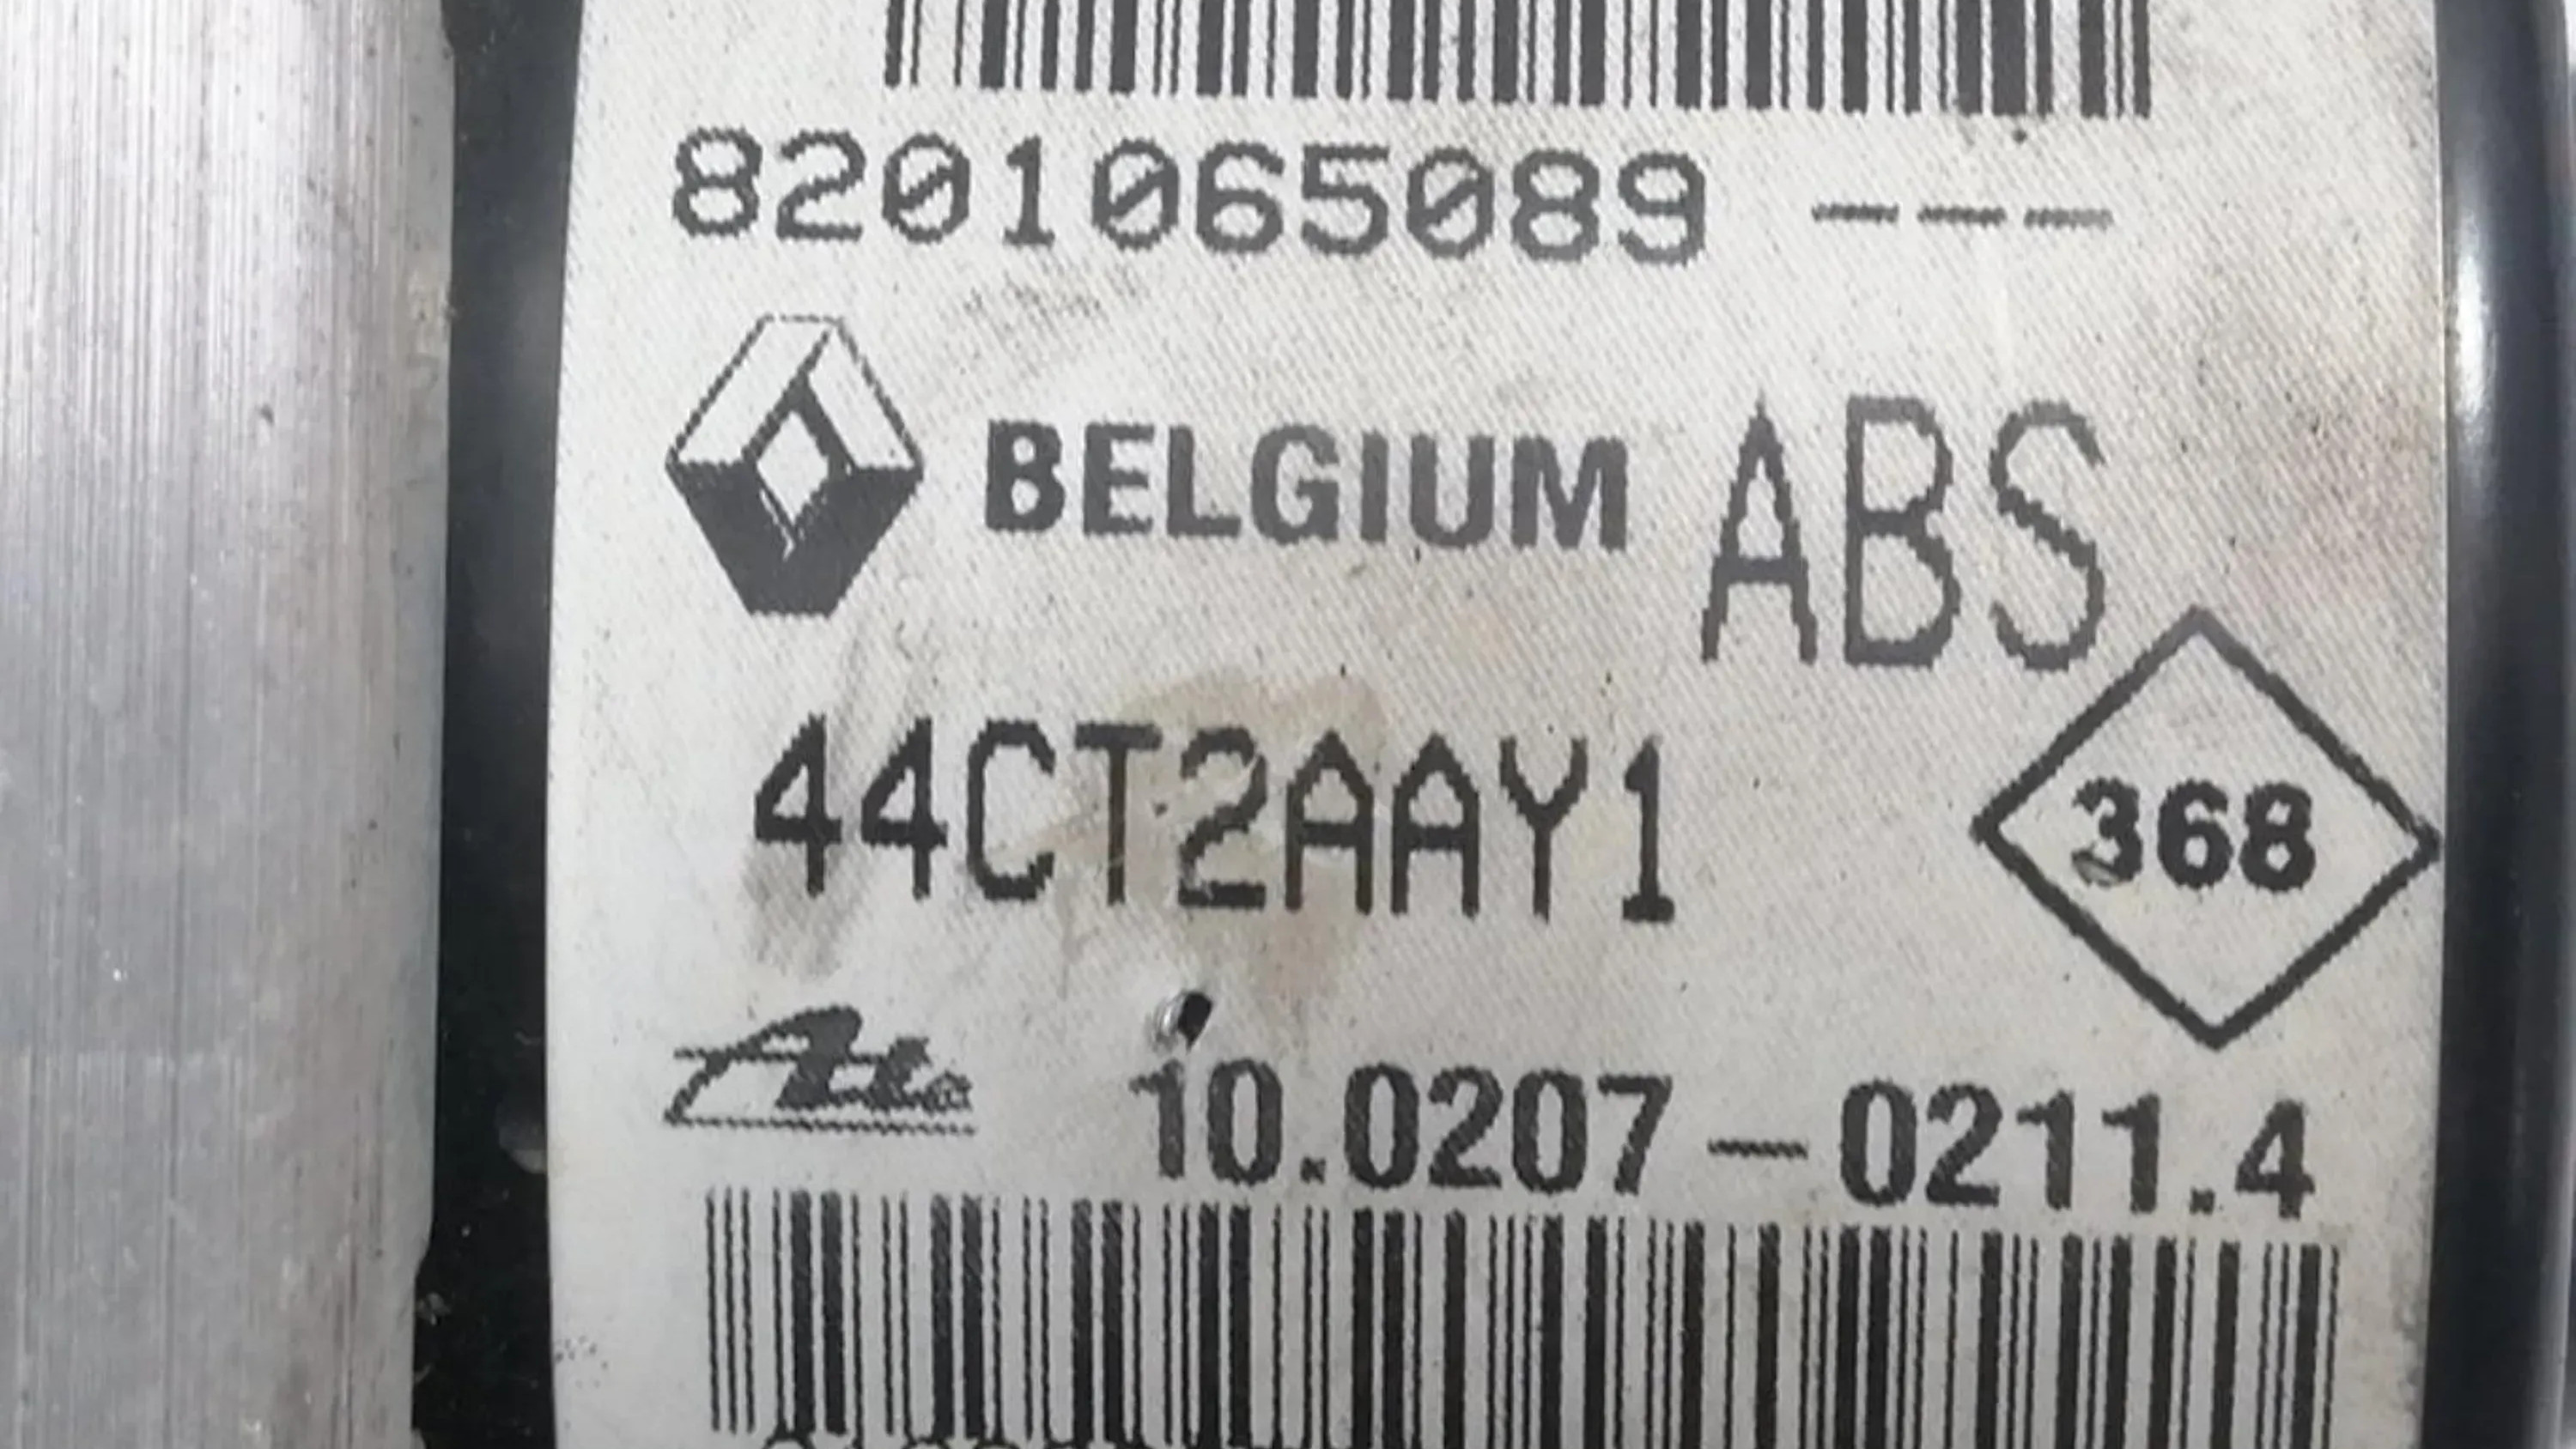 8201065089 ---
BELGIUM ABS
44CT2AAY1
368
Ate 10.0207-0211.4